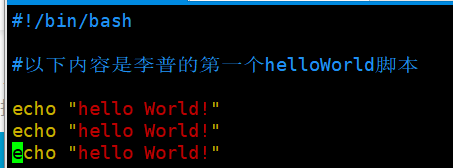 #!/bin/bash
#以下内容是李普的第一个helloWorld脚本
echo "hello World!"
echo "hello World!"
echo "hello World!"